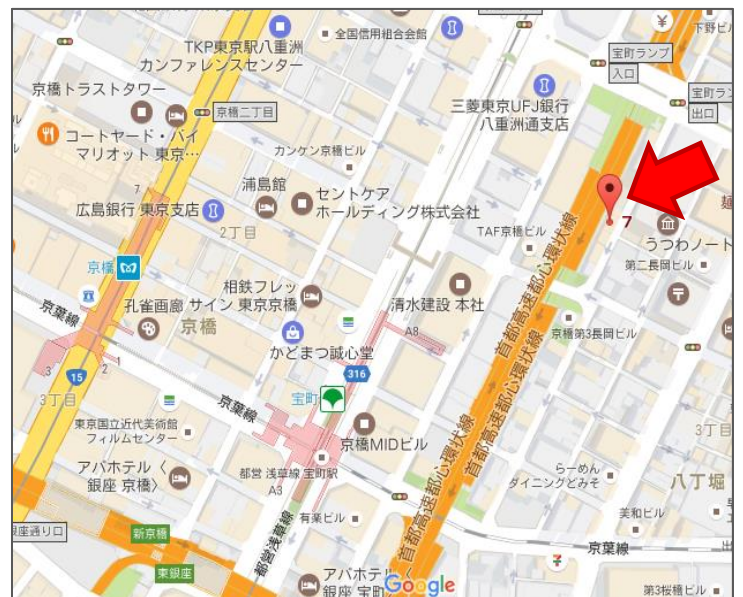 TKP東京駅八重洲
カンファレンスセンター
全国信用組合会館
下野ビル
宝町ランプ
入口
宝町ラン
出口
京橋トラストタワー
京橋二丁目
三菱東京UFJ銀行
八重洲通支店
コートヤード・バイ
マリオット 東京…
カンケン京橋ビル
浦島館
セントケア
ホールディング株式会社
7
広島銀行 東京支店
2丁目
TAF京橋ビル
7
うつわノート
第二長岡ビル
京橋
相鉄フレッ
サイン 東京京橋
首都高速都心環状線
首都高速都心環状線
清水建設 本社
京葉線
孔雀画廊
京橋
A8
京橋第3長岡ビル
かどまつ誠心堂
316
3
2
1
15
3丁目
宝町
京葉線
東京国立近代美術館
フィルムセンター
京橋MIDビル
首都高速都心環状線
首都高速都心環状線
3丁目
アパホテル〈
銀座 京橋〉
都営 浅草線 宝町駅
A3
らーめん
ダイニングどみそ
八丁堀
美和ビル
座通り口
新京橋
有楽ビル
都営浅草線
京葉線
東銀座
アパホテル〈
銀座 宝町
Google
第3桜橋ビル